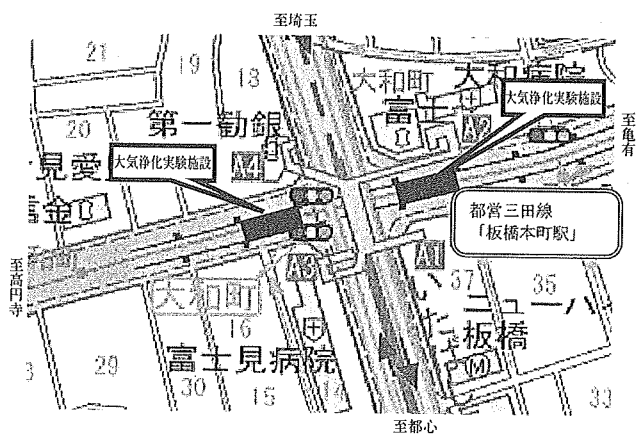 至埼玉
21
19
18
大和町
大和病院
富士
大気浄化実験施設
A2
至亀有
20
第一勧銀
見愛
大気浄化実験施設
A4
富金
都営三田線
「板橋本町駅」
至高円寺
A3
A1
37
35
大和町
16
ニューハ
板橋
富士見病院
29
30
15
14
33
至都心